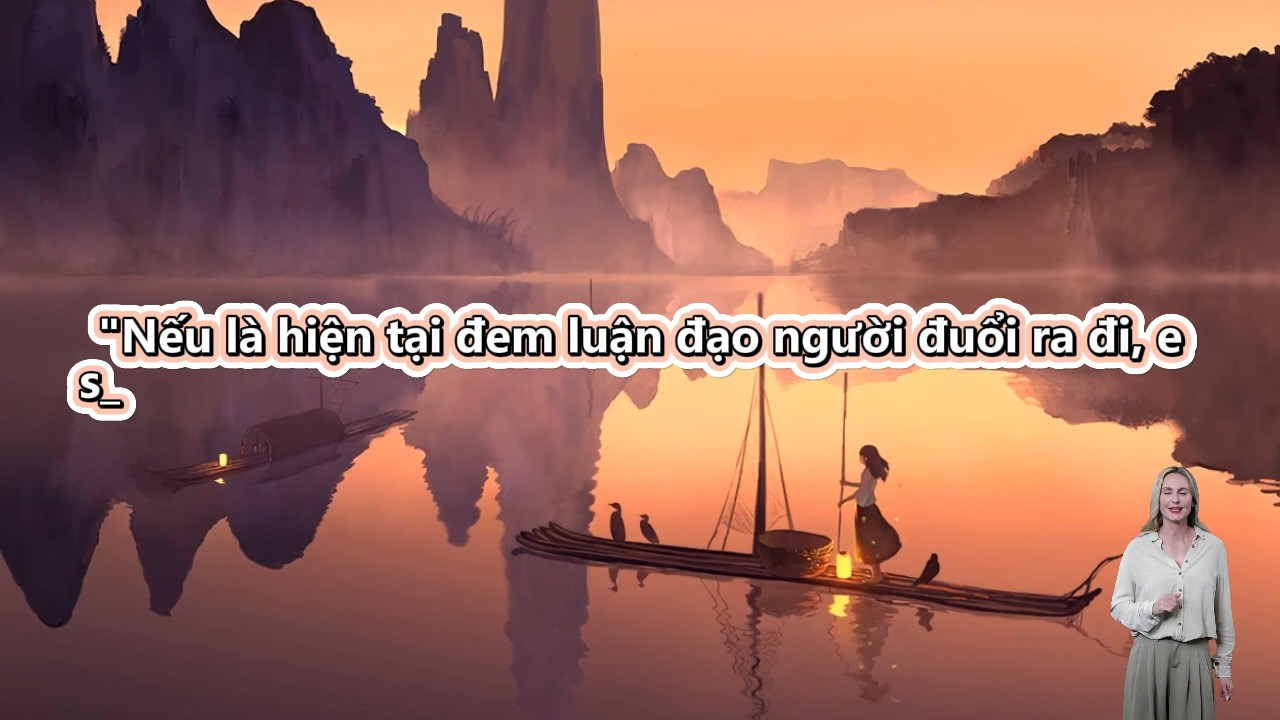 "Nếu là hiện tại đem luận đạo người đuổi ra đi, e
s_